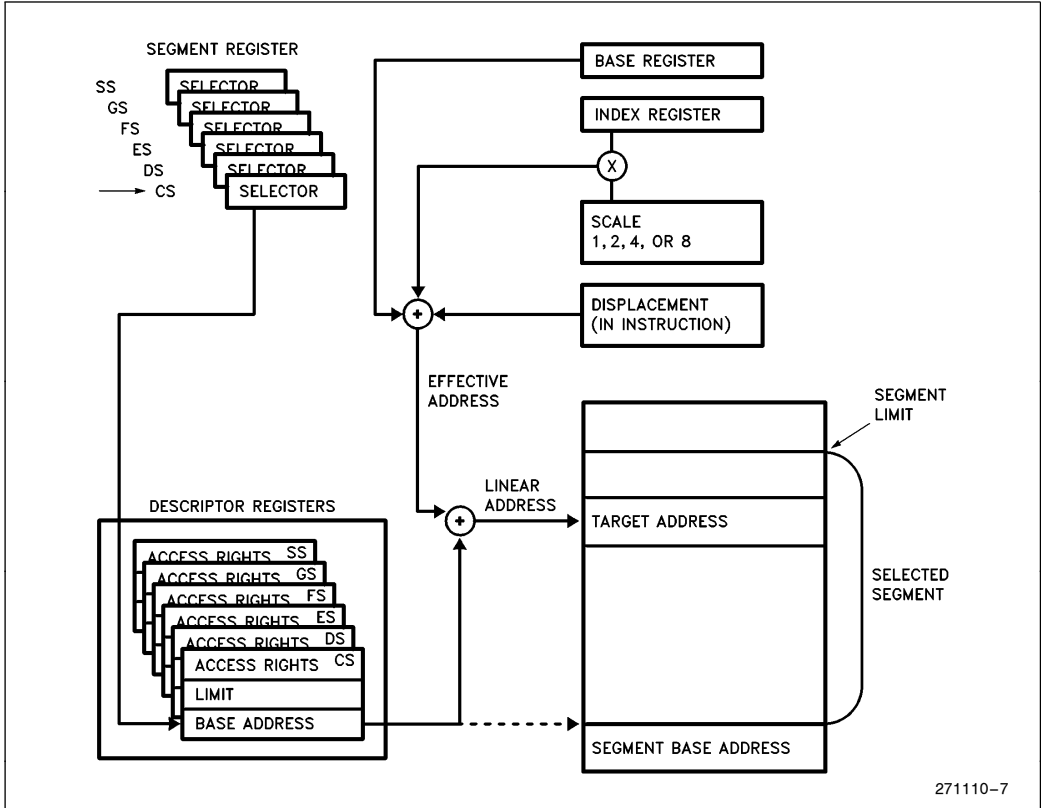 SEGMENT REGISTER
SS
SELECTOR
GS
SELECTOR
FS
SELECTOR
ES
SELECTOR
DS
SELECTOR
CS
SELECTOR
BASE REGISTER
INDEX REGISTER
X
SCALE
1, 2, 4, OR 8
DISPLACEMENT
(IN INSTRUCTION)
+
EFFECTIVE
ADDRESS
SEGMENT
LIMIT
LINEAR
ADDRESS
+
TARGET ADDRESS
SELECTED
SEGMENT
SEGMENT BASE ADDRESS
DESCRIPTOR REGISTERS
ACCESS RIGHTS SS
ACCESS RIGHTS GS
ACCESS RIGHTS FS
ACCESS RIGHTS ES
ACCESS RIGHTS DS
ACCESS RIGHTS CS
LIMIT
BASE ADDRESS
271110–7